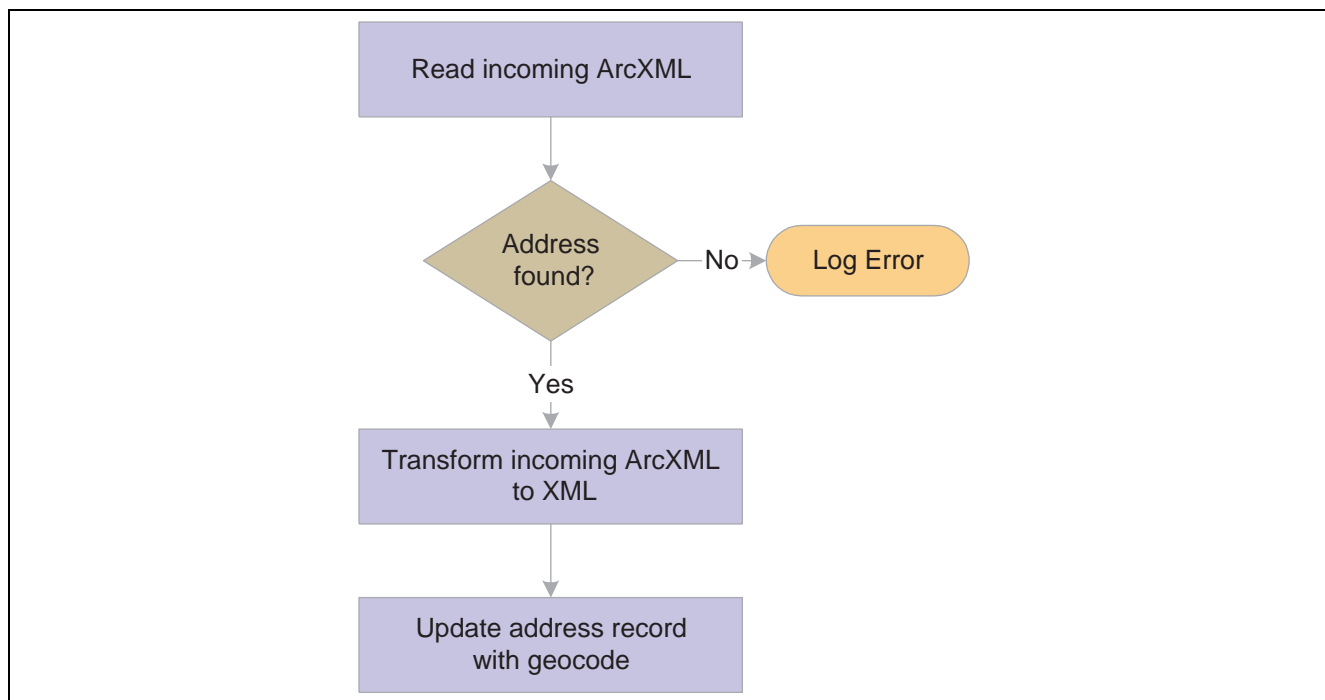 Read incoming ArcXML
Address
found?
No
Log Error
Yes
Transform incoming ArcXML
to XML
Update address record
with geocode